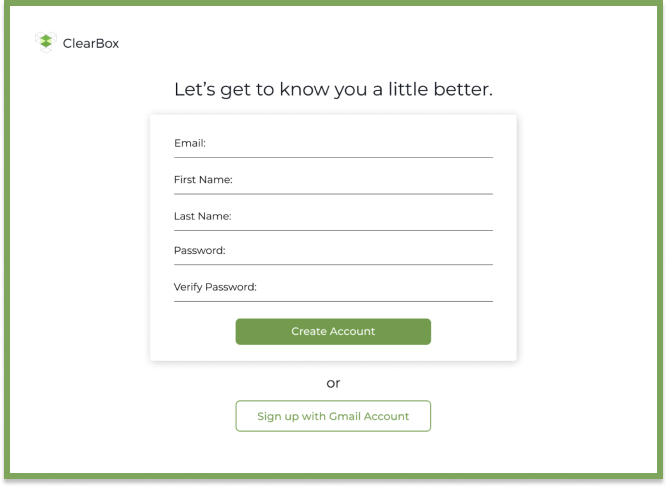 ClearBox
Let’s get to know you a little better.
Email:
First Name:
Last Name:
Password:
Verify Password:
Create Account
or
Sign up with Gmail Account